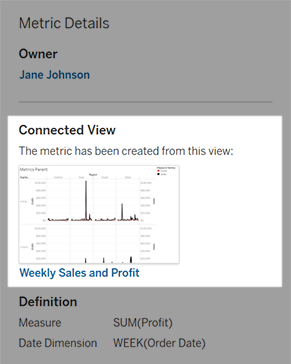 Metric Details
Owner
Jane Johnson
Connected View
The metric has been created from this view:
Metrics Parent
Weekly Sales and Profit
Definition
Measure SUM(Profit)
Date Dimension WEEK(Order Date)